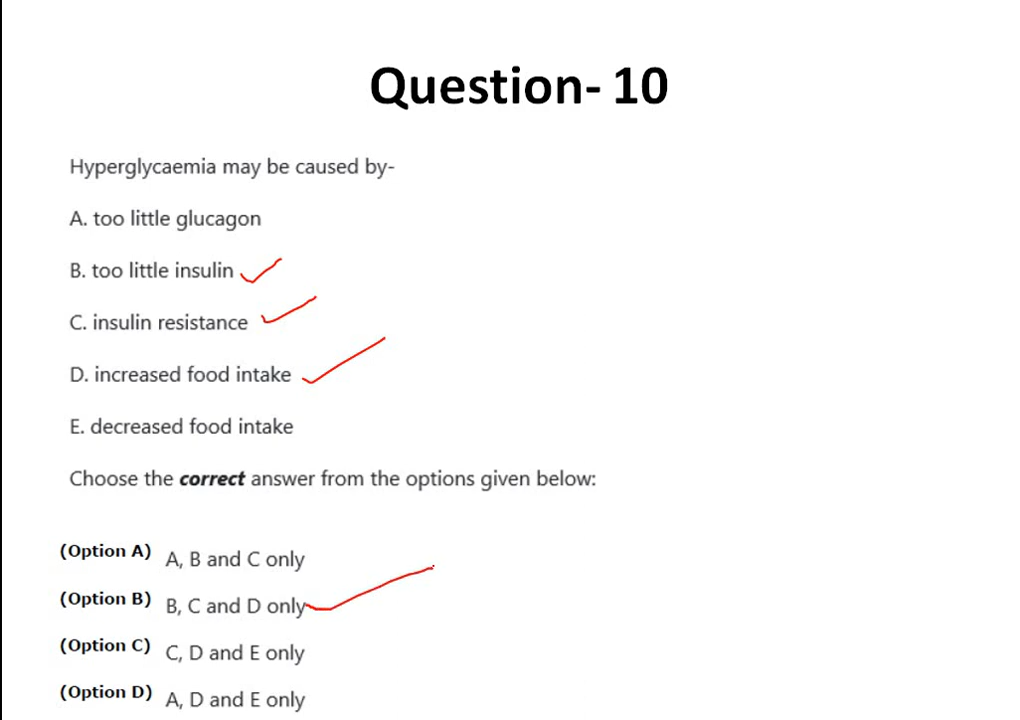 Question- 10
Hyperglycaemia may be caused by-
A. too little glucagon
B. too little insulin
C. insulin resistance
D. increased food intake
E. decreased food intake
Choose the correct answer from the options given below:
(Option A) A, B and C only
(Option B) B, C and D only
(Option C) C, D and E only
(Option D) A, D and E only